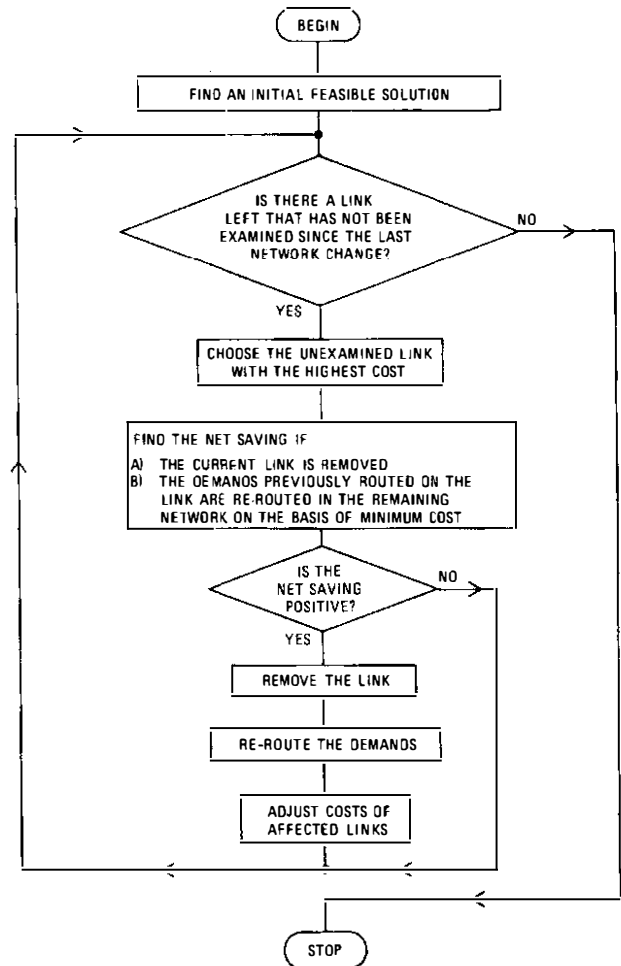 BEGIN
FIND AN INITIAL FEASIBLE SOLUTION
IS THERE A LINK
LEFT THAT HAS NOT BEEN
EXAMINED SINCE THE LAST
NETWORK CHANGE?
NO
YES
CHOOSE THE UNEXAMINED LINK
WITH THE HIGHEST COST
FIND THE NET SAVING IF
A) THE CURRENT LINK IS REMOVED
B) THE DEMANDS PREVIOUSLY ROUTED ON THE
LINK ARE RE-ROUTED IN THE REMAINING
NETWORK ON THE BASIS OF MINIMUM COST
IS THE
NET SAVING
POSITIVE?
NO
YES
REMOVE THE LINK
RE-ROUTE THE DEMANDS
ADJUST COSTS OF
AFFECTED LINKS
STOP